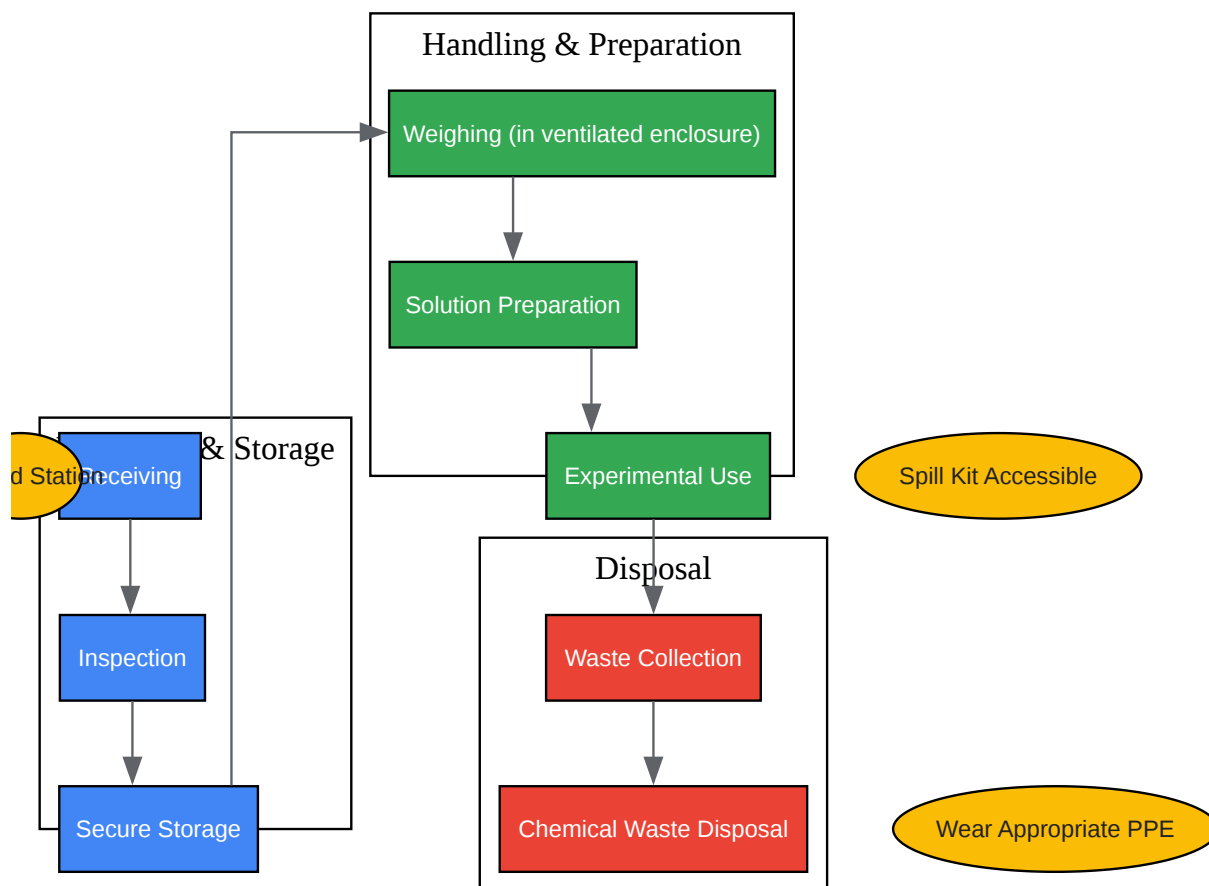 Handling & Preparation
Weighing (in ventilated enclosure)
Solution Preparation
& Storage
d Station
Receiving
Experimental Use
Spill Kit Accessible
Disposal
Inspection
Waste Collection
Secure Storage
Chemical Waste Disposal
Wear Appropriate PPE